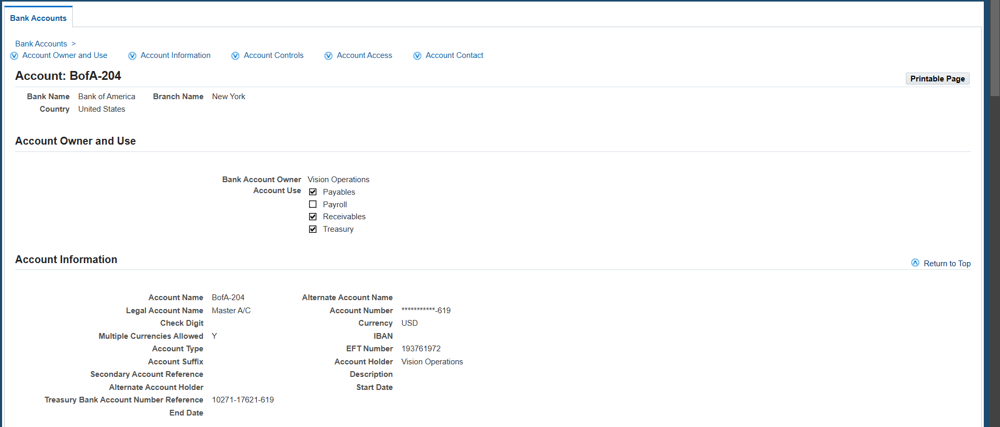 Bank Accounts
Bank Accounts >
Account Owner and Use Account Information Account Controls Account Access Account Contact
Account: BofA-204
Printable Page
Bank Name Bank of America Branch Name New York
Country United States
Account Owner and Use
Bank Account Owner Vision Operations
Account Use Payables
Payroll
Receivables
Treasury
Account Information
Return to Top
Account Name BofA-204 Alternate Account Name
Legal Account Name Master A/C Account Number ***********-619
Check Digit Currency USD
Multiple Currencies Allowed Y IBAN
Account Type EFT Number 193761972
Account Suffix Account Holder Vision Operations
Secondary Account Reference Description
Alternate Account Holder Start Date
Treasury Bank Account Number Reference 10271-17621-619
End Date